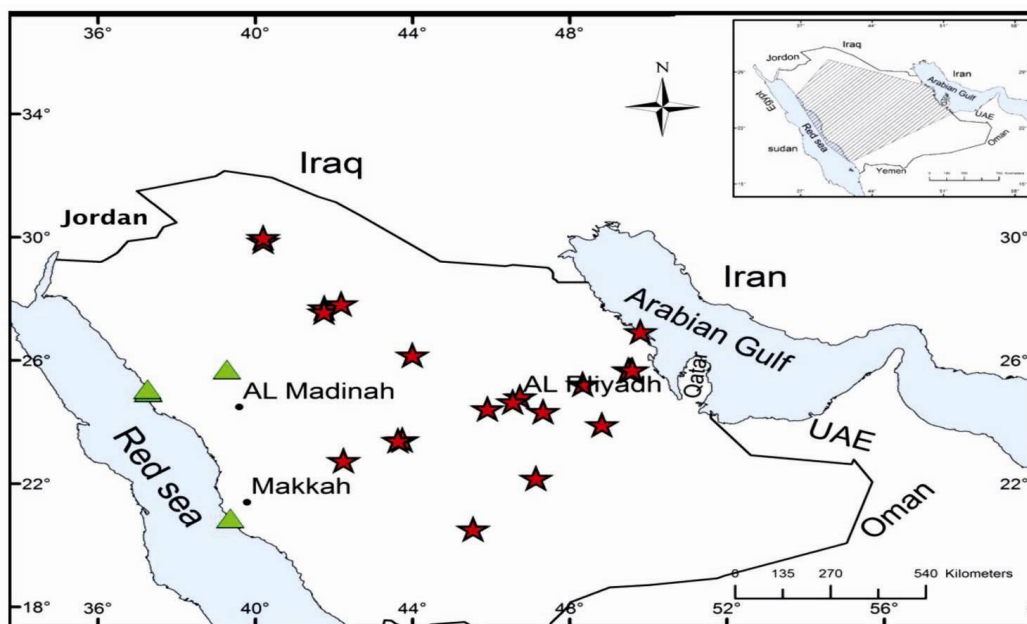 36° 40° 44° 48°
34°
30°
26°
22°
18°
30°
26°
22°
36° 40° 44° 48° 52° 56°
N
Iraq
Jordan
Iran
Arabian Gulf
Qatar
AL Madinah
AL Riyadh
UAE
Makkah
Oman
Red sea
0 135 270 540 Kilometers
Iraq
Jordon
Iran
Arabian Gulf
Egypt
UAE
Red sea
Oman
sudan
Yemen